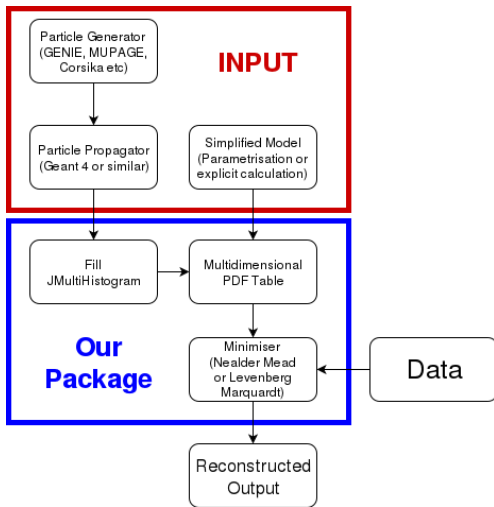 Particle Generator
(GENIE, MUPAGE,
Corsika etc)
INPUT
Particle Propagator
(Geant 4 or similar)
Simplified Model
(Parametrisation or
explicit calculation)
Fill
JMultiHistogram
Multidimensional
PDF Table
Our
Package
Minimiser
(Nealder Mead
or Levenberg
Marquardt)
Data
Reconstructed
Output